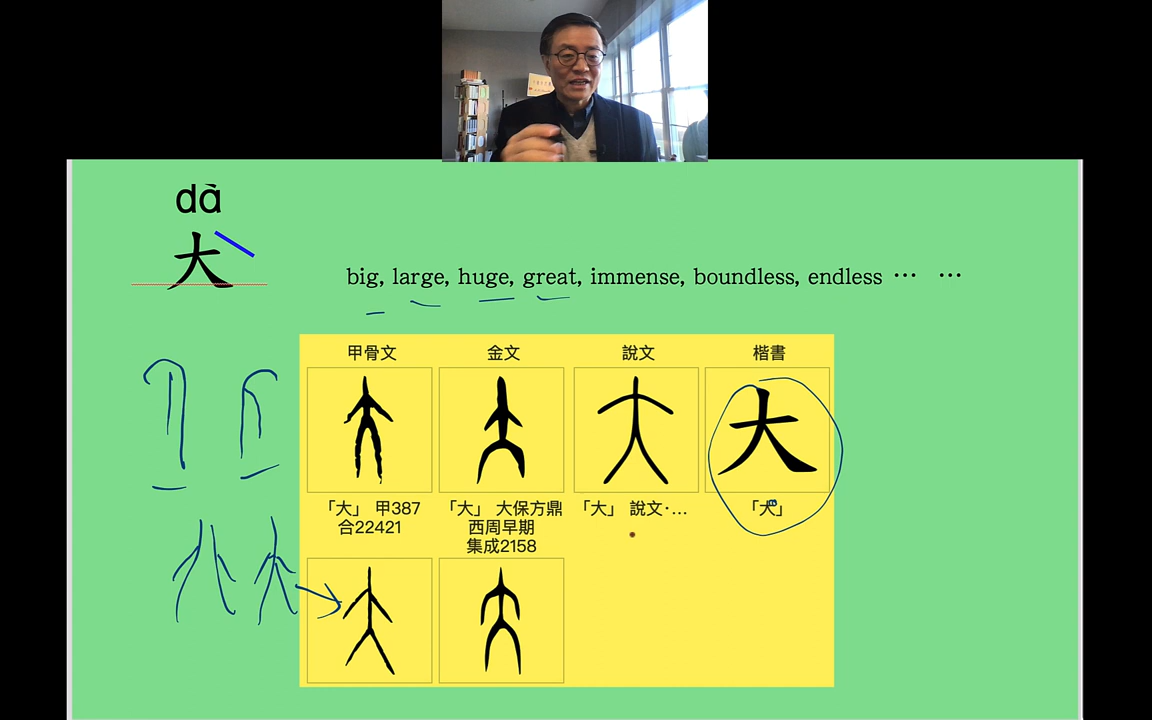 dà
大
big, large, huge, great, immense, boundless, endless ⋯ ⋯
甲骨文 金文 說文 楷書
大
「大」 甲387 「大」 大保方鼎 「大」 說文·... 「大」
合22421 西周早期
集成2158